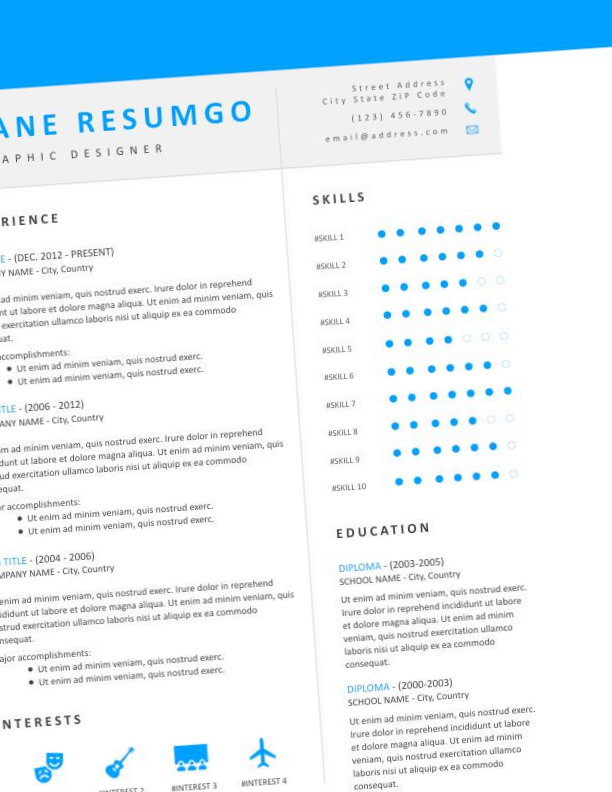 ANE RESUMGO
APHIC DESIGNER
Street Address
City State ZIP Code
(123) 456-7890
email@address.com
RIENCE
E - (DEC. 2012 - PRESENT)
NY NAME - City, Country
ad minim veniam, quis nostrud exerc. Irure dolor in reprehend
nt ut labore et dolore magna aliqua. Ut enim ad minim veniam, quis
exercitation ullamco laboris nisi ut aliquip ex ea commodo
uat.
accomplishments:
Ut enim ad minim veniam, quis nostrud exerc.
Ut enim ad minim veniam, quis nostrud exerc.
ITLE - (2006 - 2012)
ANY NAME - City, Country
m ad minim veniam, quis nostrud exerc. Irure dolor in reprehend
idunt ut labore et dolore magna aliqua. Ut enim ad minim veniam, quis
ud exercitation ullamco laboris nisi ut aliquip ex ea commodo
sequat.
r accomplishments:
Ut enim ad minim veniam, quis nostrud exerc.
Ut enim ad minim veniam, quis nostrud exerc.
TITLE - (2004 - 2006)
MPANY NAME - City, Country
enim ad minim veniam, quis nostrud exerc. Irure dolor in reprehend
ididunt ut labore et dolore magna aliqua. Ut enim ad minim veniam, quis
strud exercitation ullamco laboris nisi ut aliquip ex ea commodo
nsequat.
ajor accomplishments:
Ut enim ad minim veniam, quis nostrud exerc.
Ut enim ad minim veniam, quis nostrud exerc.
NTERESTS
#INTEREST 2
#INTEREST 3
#INTEREST 4
SKILLS
#SKILL 1
#SKILL 2
#SKILL 3
#SKILL 4
#SKILL 5
#SKILL 6
#SKILL 7
#SKILL 8
#SKILL 9
#SKILL 10
EDUCATION
DIPLOMA - (2003-2005)
SCHOOL NAME - City, Country
Ut enim ad minim veniam, quis nostrud exerc.
Irure dolor in reprehend incididunt ut labore
et dolore magna aliqua. Ut enim ad minim
veniam, quis nostrud exercitation ullamco
laboris nisi ut aliquip ex ea commodo
consequat.
DIPLOMA - (2000-2003)
SCHOOL NAME - City, Country
Ut enim ad minim veniam, quis nostrud exerc.
Irure dolor in reprehend incididunt ut labore
et dolore magna aliqua. Ut enim ad minim
veniam, quis nostrud exercitation ullamco
laboris nisi ut aliquip ex ea commodo
consequat.